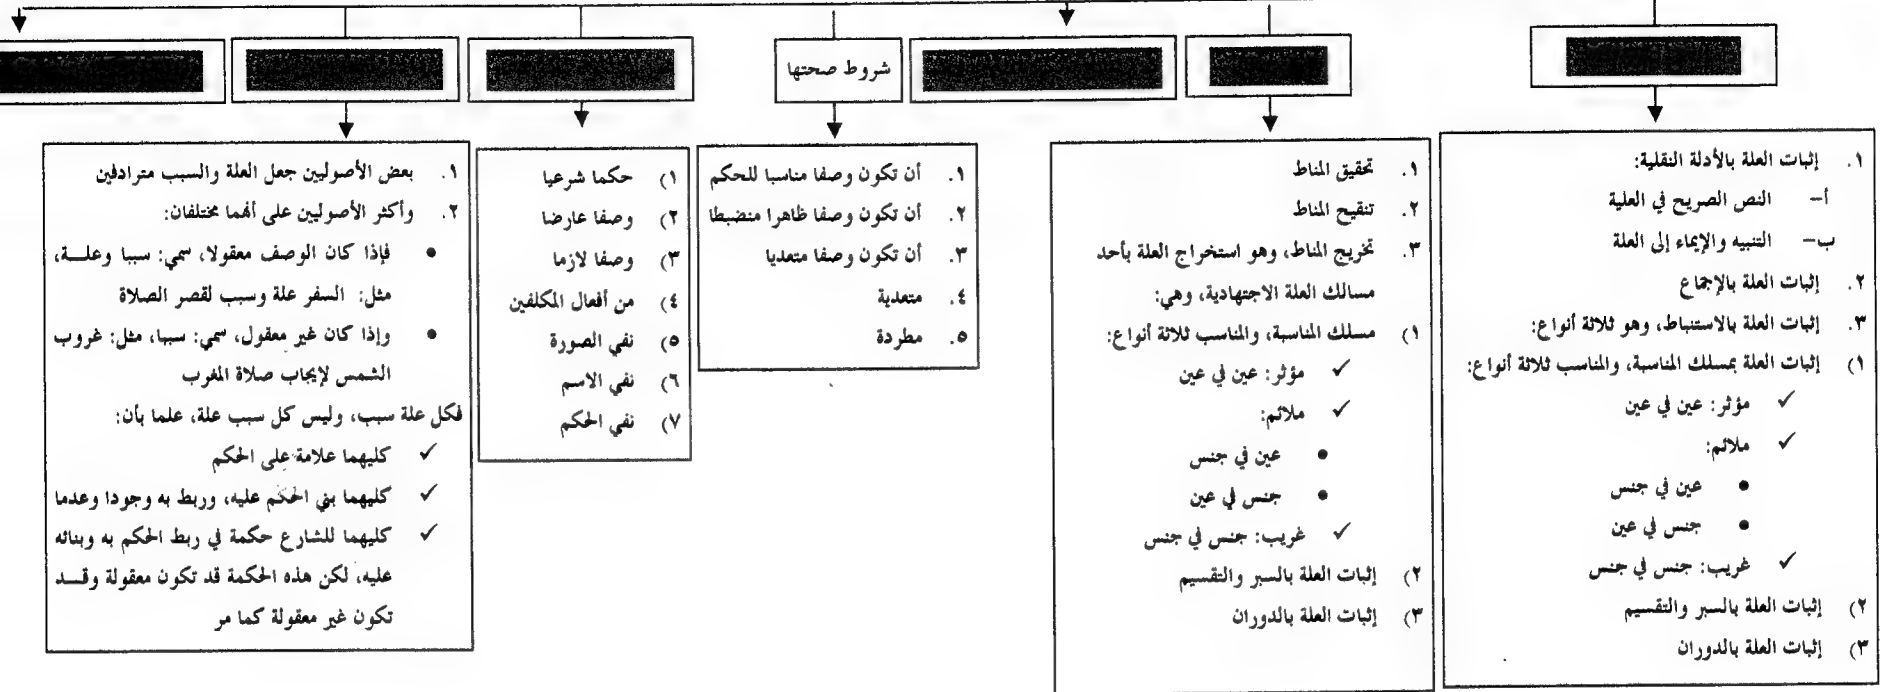 شروط صحتها
١. إثبات العلة بالأدلة النقلية:
أ- النص الصريح في العلية
ب- التنبيه والإيماء إلى العلة
٢. إثبات العلة بالإجماع
٣. إثبات العلة بالاستنباط، وهو ثلاثة أنواع:
١) إثبات العلة بمسلك المناسبة، والمناسب ثلاثة أنواع:
✓ مؤثر: عين في عين
✓ ملائم:
• عين في جنس
• جنس في عين
✓ غريب: جنس في جنس
٢) إثبات العلة بالسبر والتقسيم
٣) إثبات العلة بالدوران
١. تحقيق المناط
٢. تنقيح المناط
٣. تخريج المناط، وهو استخراج العلة بأحد
مسالك العلة الاجتهادية، وهي:
١) مسلك المناسبة، والمناسب ثلاثة أنواع:
✓ مؤثر: عين في عين
✓ ملائم:
• عين في جنس
• جنس في عين
✓ غريب: جنس في جنس
٢) إثبات العلة بالسبر والتقسيم
٣) إثبات العلة بالدوران
١. أن تكون وصفا مناسبا للحكم
٢. أن تكون وصفا ظاهرا منضبطا
٣. أن تكون وصفا متعديا
٤. متعدية
٥. مطردة
١) حكما شرعيا
٢) وصفا عارضا
٣) وصفا لازما
٤) من أفعال المكلفين
٥) نفي الصورة
٦) نفي الاسم
٧) نفي الحكم
١. بعض الأصوليين جعل العلة والسبب مترادفين
٢. وأكثر الأصوليين على أنهما مختلفان:
• فإذا كان الوصف معقولا، سمي: سببا وعلـــة،
مثل: السفر علة وسبب لقصر الصلاة
• وإذا كان غير معقول، سمي: سببا، مثل: غروب
الشمس لإيجاب صلاة المغرب
فكل علة سبب، وليس كل سبب علة، علما بأن:
✓ كليهما علامة على الحكم
✓ كليهما بني الحكم عليه، وربط به وجودا وعدما
✓ كليهما للشارع حكمة في ربط الحكم به وبنائه
عليه، لكن هذه الحكمة قد تكون معقولة وقـــد
تكون غير معقولة كما مر